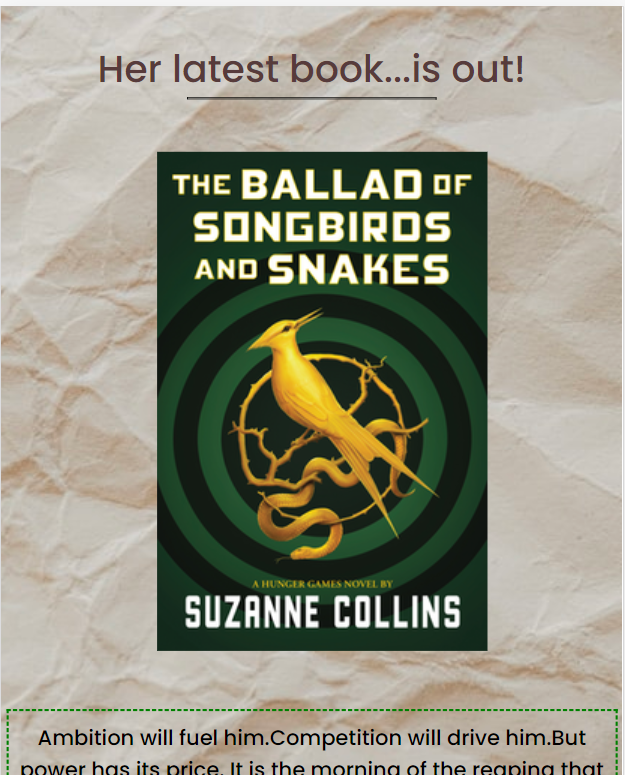 Her latest book...is out!
THE BALLAD OF
SONGBIRDS
AND SNAKES
A HUNGER GAMES NOVEL BY
SUZANNE COLLINS
Ambition will fuel him.Competition will drive him.But
power has its price. It is the morning of the reaping that